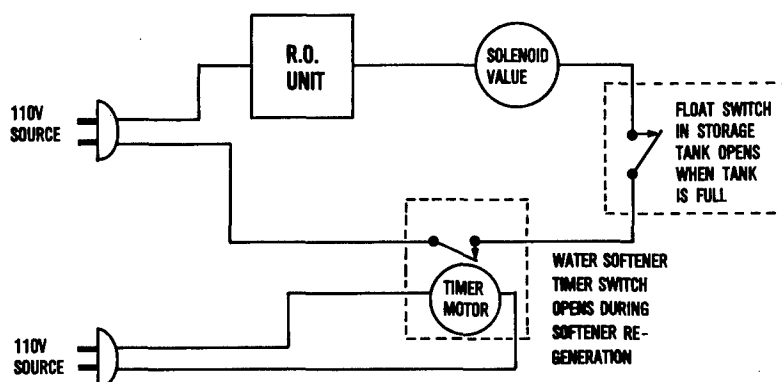 R.O.
UNIT
SOLENOID
VALUE
110V
SOURCE
FLOAT SWITCH
IN STORAGE
TANK OPENS
WHEN TANK
IS FULL
WATER SOFTENER
TIMER SWITCH
OPENS DURING
SOFTENER RE-
GENERATION
TIMER
MOTOR
110V
SOURCE